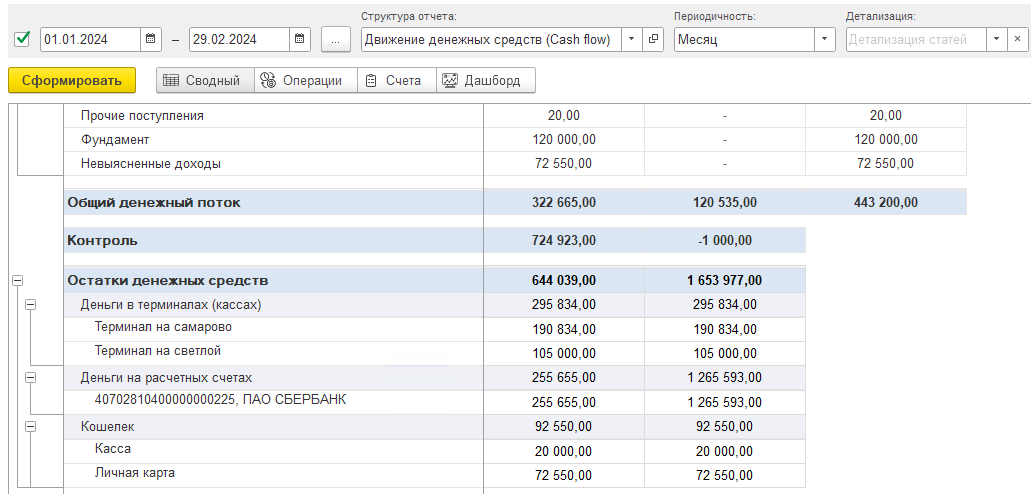 Структура отчета: Периодичность: Детализация:
01.01.2024 – 29.02.2024 ... Движение денежных средств (Cash flow) Месяц Детализация статей
Сформировать Сводный Операции Счета Дашборд
Прочие поступления 20,00 - 20,00
Фундамент 120 000,00 - 120 000,00
Невыясненные доходы 72 550,00 - 72 550,00
Общий денежный поток 322 665,00 120 535,00 443 200,00
Контроль 724 923,00 -1 000,00
Остатки денежных средств 644 039,00 1 653 977,00
Деньги в терминалах (кассах) 295 834,00 295 834,00
Терминал на самарово 190 834,00 190 834,00
Терминал на светлой 105 000,00 105 000,00
Деньги на расчетных счетах 255 655,00 1 265 593,00
40702810400000000225, ПАО СБЕРБАНК 255 655,00 1 265 593,00
Кошелек 92 550,00 92 550,00
Касса 20 000,00 20 000,00
Личная карта 72 550,00 72 550,00